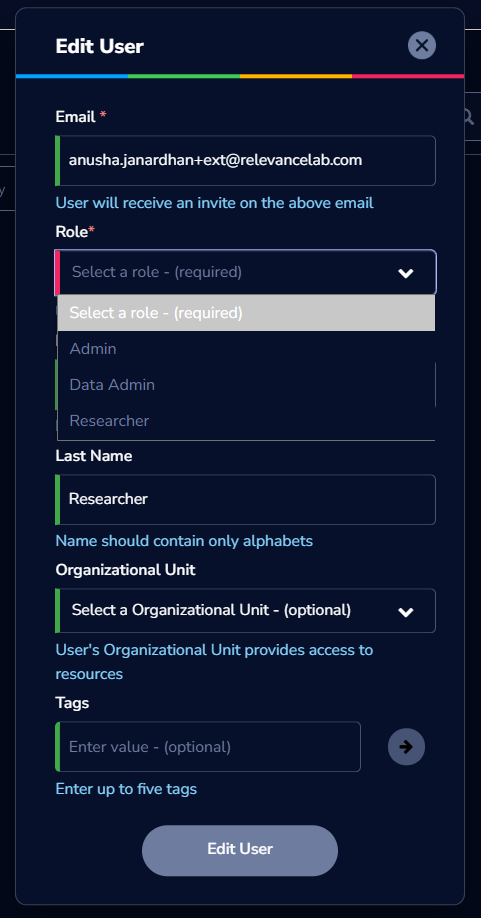 Edit User
Email *
anusha.janardhan+ext@relevancelab.com
User will receive an invite on the above email
y
Role*
Select a role - (required)
Select a role - (required)
Admin
Data Admin
Researcher
Last Name
Researcher
Name should contain only alphabets
Organizational Unit
Select a Organizational Unit - (optional)
User's Organizational Unit provides access to
resources
Tags
Enter value - (optional)
Enter up to five tags
Edit User